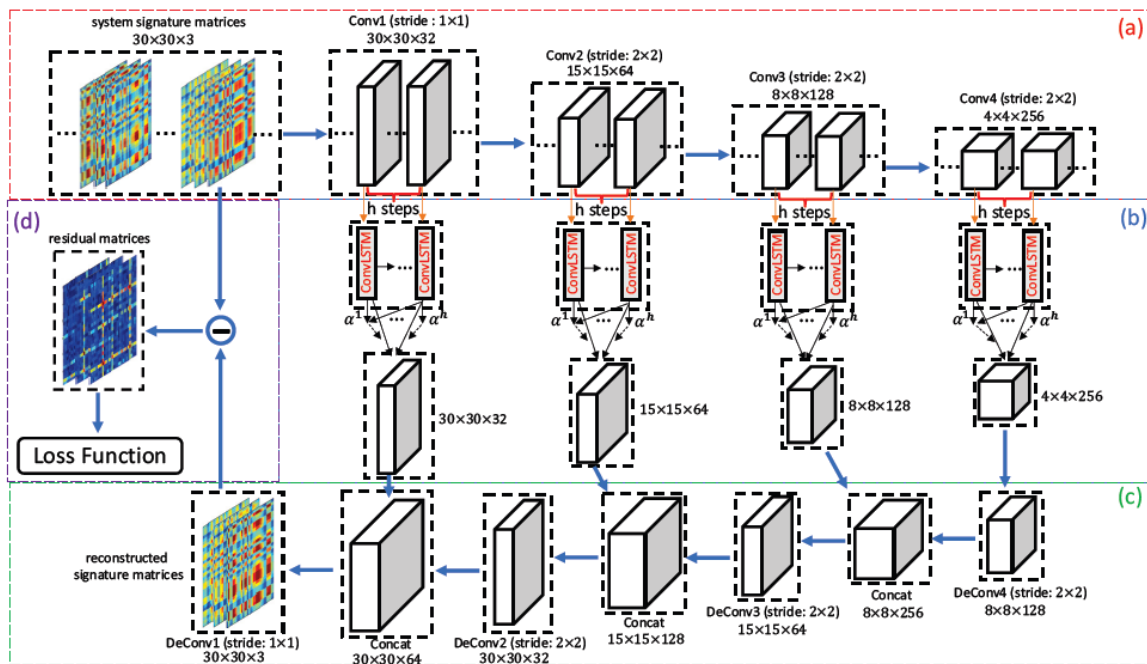 (a)
system signature matrices
30×30×3
Conv1 (stride : 1×1)
30×30×32
Conv2 (stride: 2×2)
15×15×64
Conv3 (stride: 2×2)
8×8×128
Conv4 (stride: 2×2)
4×4×256
h steps
h steps
h steps
h steps
(d)
(b)
residual matrices
ConvLSTM
...
ConvLSTM
ConvLSTM
...
ConvLSTM
ConvLSTM
...
ConvLSTM
ConvLSTM
...
ConvLSTM
α¹ ... αʰ
α¹ ... αʰ
α¹ ... αʰ
α¹ ... αʰ
30×30×32
15×15×64
8×8×128
4×4×256
Loss Function
(c)
reconstructed
signature matrices
DeConv1 (stride: 1×1)
30×30×3
Concat
30×30×64
DeConv2 (stride: 2×2)
30×30×32
Concat
15×15×128
DeConv3 (stride: 2×2)
15×15×64
Concat
8×8×256
DeConv4 (stride: 2×2)
8×8×128